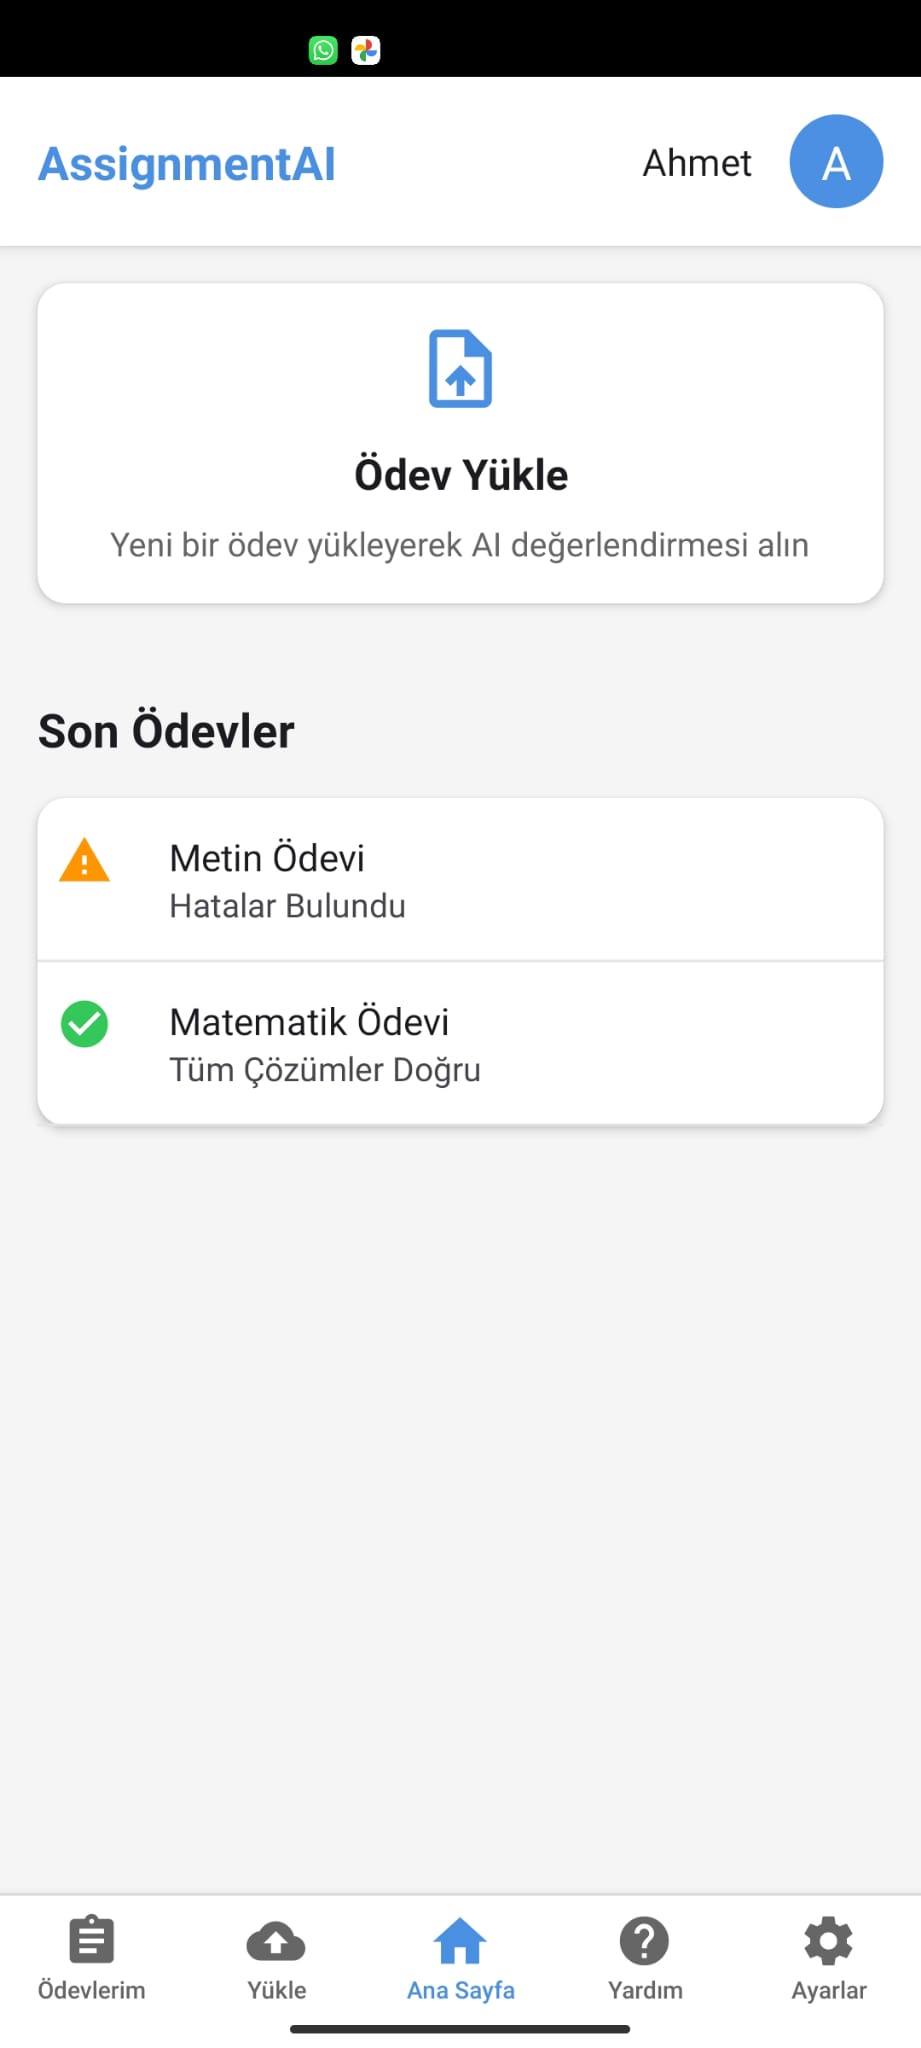 AssignmentAI
Ahmet
A
Ödev Yükle
Yeni bir ödev yükleyerek AI değerlendirmesi alın
Son Ödevler
Metin Ödevi
Hatalar Bulundu
Matematik Ödevi
Tüm Çözümler Doğru
Ödevlerim
Yükle
Ana Sayfa
Yardım
Ayarlar